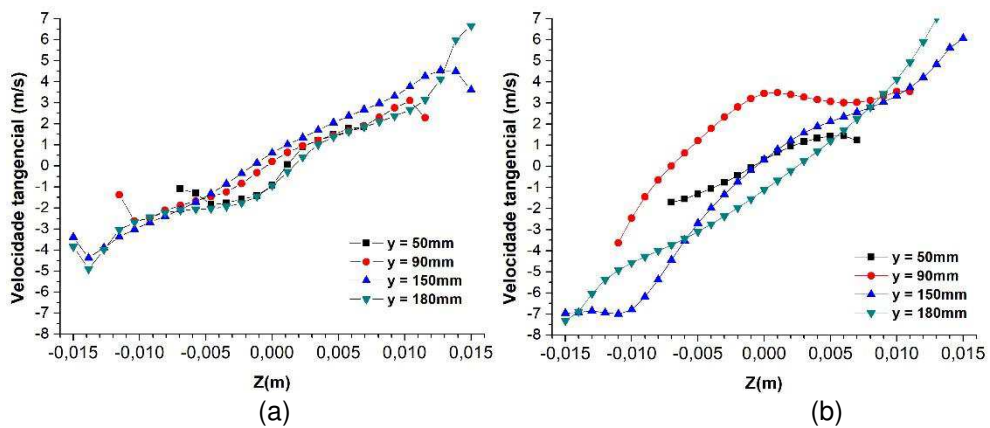 7
6
5
4
3
2
1
0
-1
-2
-3
-4
-5
-6
-7
-8
Velocidade tangencial (m/s)
y = 50mm
y = 90mm
y = 150mm
y = 180mm
-0,015 -0,010 -0,005 0,000 0,005 0,010 0,015
Z(m)
(a)
7
6
5
4
3
2
1
0
-1
-2
-3
-4
-5
-6
-7
-8
Velocidade tangencial (m/s)
y = 50mm
y = 90mm
y = 150mm
y = 180mm
-0,015 -0,010 -0,005 0,000 0,005 0,010 0,015
Z(m)
(b)